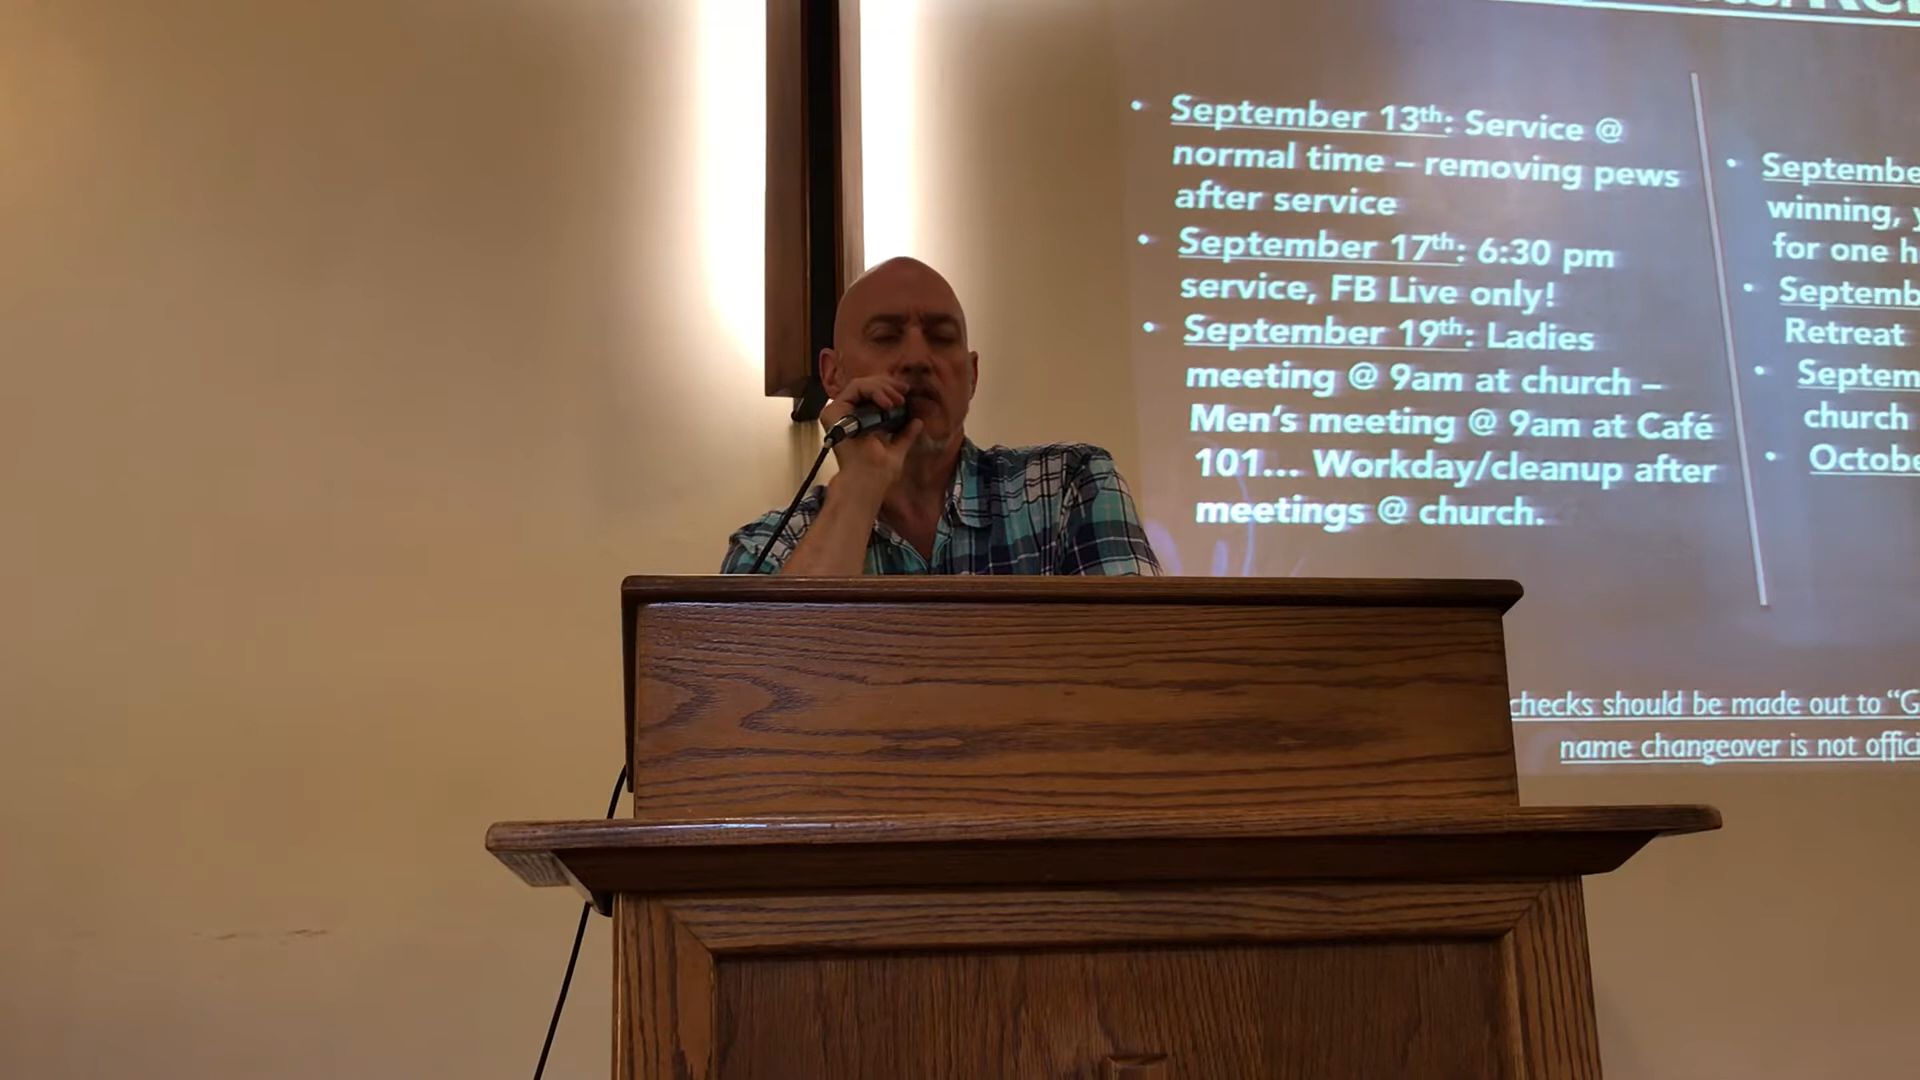 • September 13th: Service @
normal time – removing pews
after service
• September 17th: 6:30 pm
service, FB Live only!
• September 19th: Ladies
meeting @ 9am at church –
Men's meeting @ 9am at Café
101... Workday/cleanup after
meetings @ church.
• Septembe
winning, y
for one h
• Septemb
Retreat
• Septem
church
• Octobe
checks should be made out to "G
name changeover is not offici